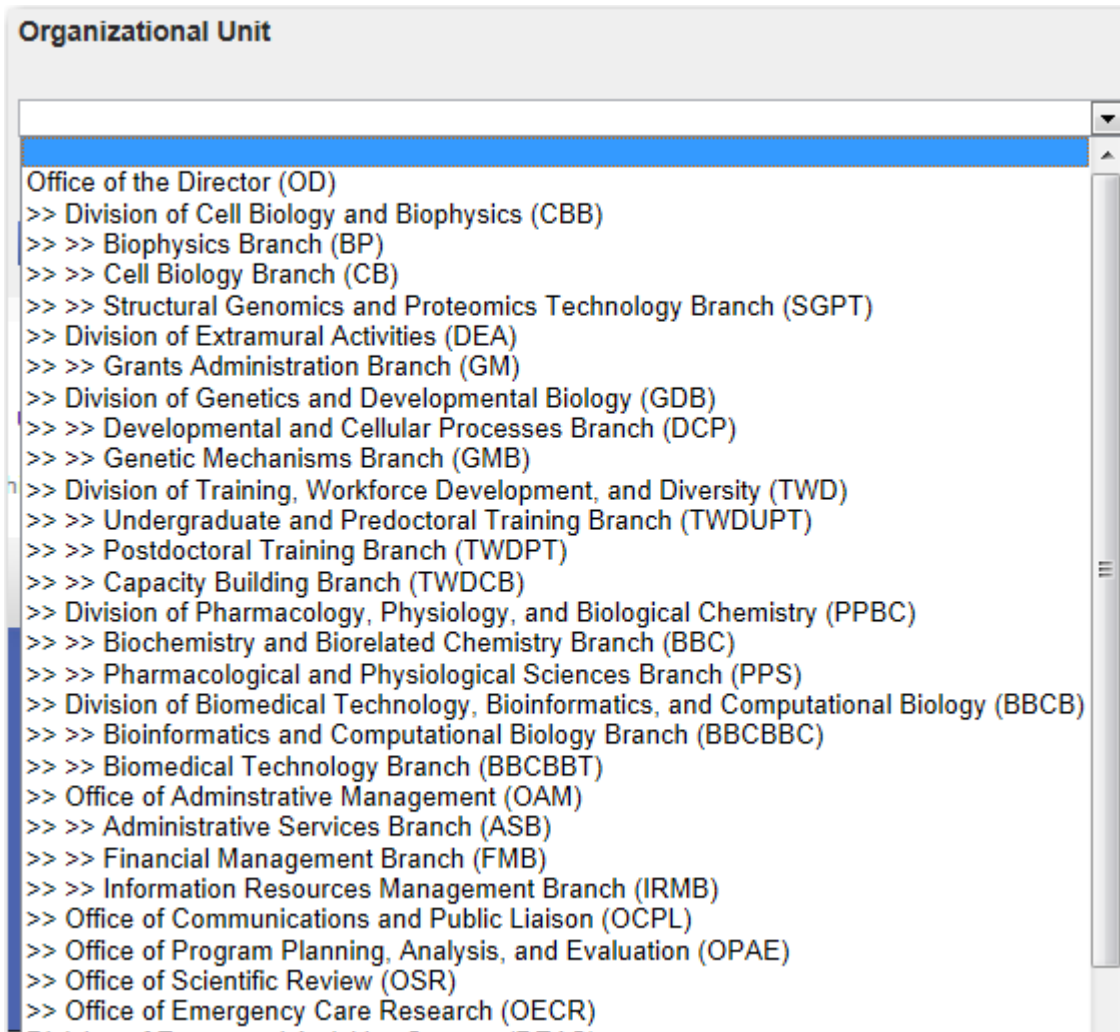 Organizational Unit
Office of the Director (OD)
>> Division of Cell Biology and Biophysics (CBB)
>> >> Biophysics Branch (BP)
>> >> Cell Biology Branch (CB)
>> >> Structural Genomics and Proteomics Technology Branch (SGPT)
>> Division of Extramural Activities (DEA)
>> >> Grants Administration Branch (GM)
>> Division of Genetics and Developmental Biology (GDB)
>> >> Developmental and Cellular Processes Branch (DCP)
>> >> Genetic Mechanisms Branch (GMB)
>> Division of Training, Workforce Development, and Diversity (TWD)
>> >> Undergraduate and Predoctoral Training Branch (TWDUPT)
>> >> Postdoctoral Training Branch (TWDPT)
>> >> Capacity Building Branch (TWDCB)
>> Division of Pharmacology, Physiology, and Biological Chemistry (PPBC)
>> >> Biochemistry and Biorelated Chemistry Branch (BBC)
>> >> Pharmacological and Physiological Sciences Branch (PPS)
>> Division of Biomedical Technology, Bioinformatics, and Computational Biology (BBCB)
>> >> Bioinformatics and Computational Biology Branch (BBCBBC)
>> >> Biomedical Technology Branch (BBCBBT)
>> Office of Adminstrative Management (OAM)
>> >> Administrative Services Branch (ASB)
>> >> Financial Management Branch (FMB)
>> >> Information Resources Management Branch (IRMB)
>> Office of Communications and Public Liaison (OCPL)
>> Office of Program Planning, Analysis, and Evaluation (OPAE)
>> Office of Scientific Review (OSR)
>> Office of Emergency Care Research (OECR)